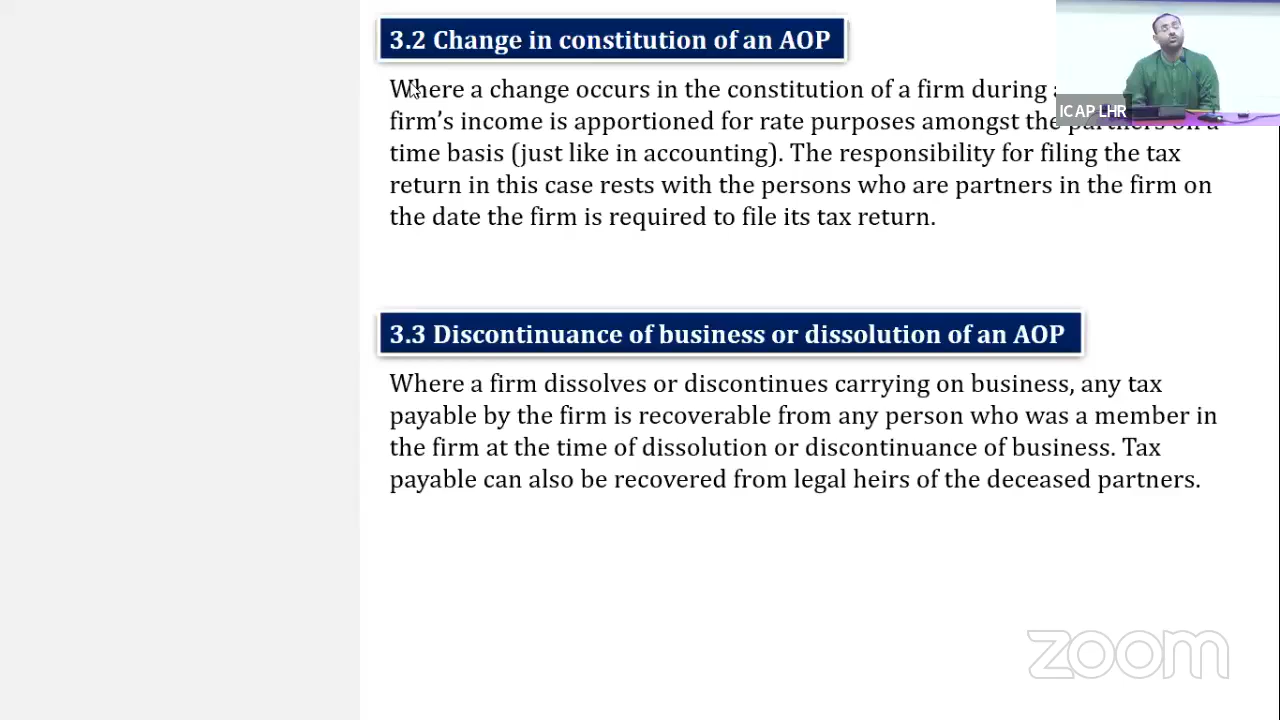 3.2 Change in constitution of an AOP
Where a change occurs in the constitution of a firm during
firm's income is apportioned for rate purposes amongst the partners on a
time basis (just like in accounting). The responsibility for filing the tax
return in this case rests with the persons who are partners in the firm on
the date the firm is required to file its tax return.
ICAP LHR
3.3 Discontinuance of business or dissolution of an AOP
Where a firm dissolves or discontinues carrying on business, any tax
payable by the firm is recoverable from any person who was a member in
the firm at the time of dissolution or discontinuance of business. Tax
payable can also be recovered from legal heirs of the deceased partners.
zoom